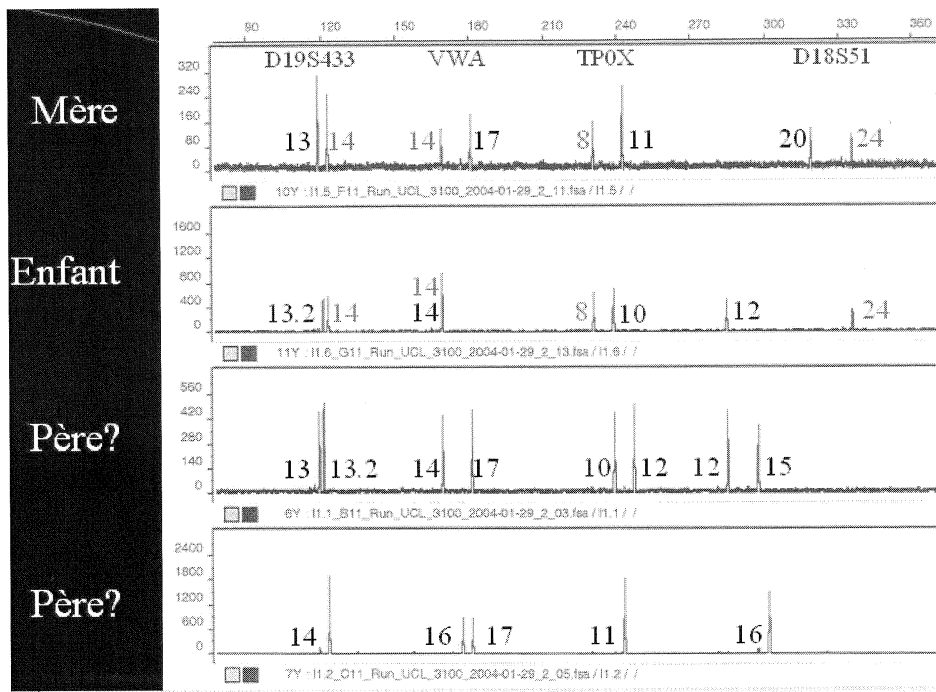 90 120 150 180 210 240 270 300 330 360
D19S433 VWA TP0X D18S51
Mère
320
240
160
80
0
13 14 14 17 8 11 20 24
10Y : I1.5_F11_Run_UCL_3100_2004-01-29_2_11.fsa / I1.5 / /
Enfant
1600
1200
800
400
0
14
13.2 14 14 8 10 12 24
11Y : I1.6_G11_Run_UCL_3100_2004-01-29_2_13.fsa / I1.6 / /
Père?
560
420
280
140
0
13 13.2 14 17 10 12 12 15
6Y : I1.1_B11_Run_UCL_3100_2004-01-29_2_03.fsa / I1.1 / /
Père?
2400
1800
1200
600
0
14 16 17 11 16
7Y : I1.2_C11_Run_UCL_3100_2004-01-29_2_05.fsa / I1.2 / /